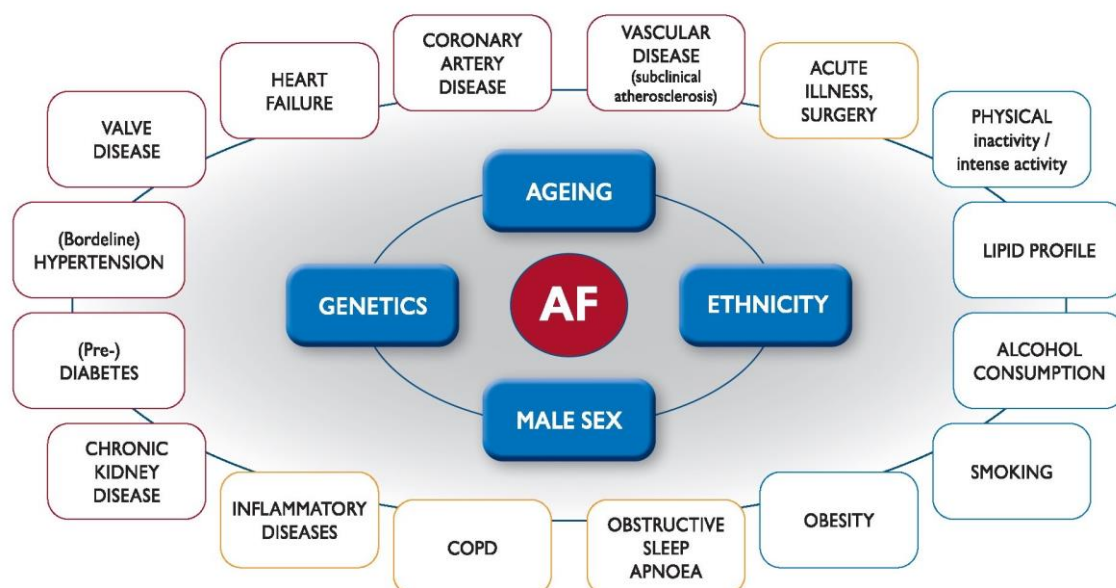 CORONARY
ARTERY
DISEASE
VASCULAR
DISEASE
(subclinical
atherosclerosis)
ACUTE
ILLNESS,
SURGERY
HEART
FAILURE
PHYSICAL
inactivity /
intense activity
VALVE
DISEASE
AGEING
(Bordeline)
HYPERTENSION
LIPID PROFILE
GENETICS
AF
ETHNICITY
(Pre-)
DIABETES
ALCOHOL
CONSUMPTION
MALE SEX
CHRONIC
KIDNEY
DISEASE
SMOKING
INFLAMMATORY
DISEASES
COPD
OBSTRUCTIVE
SLEEP
APNOEA
OBESITY